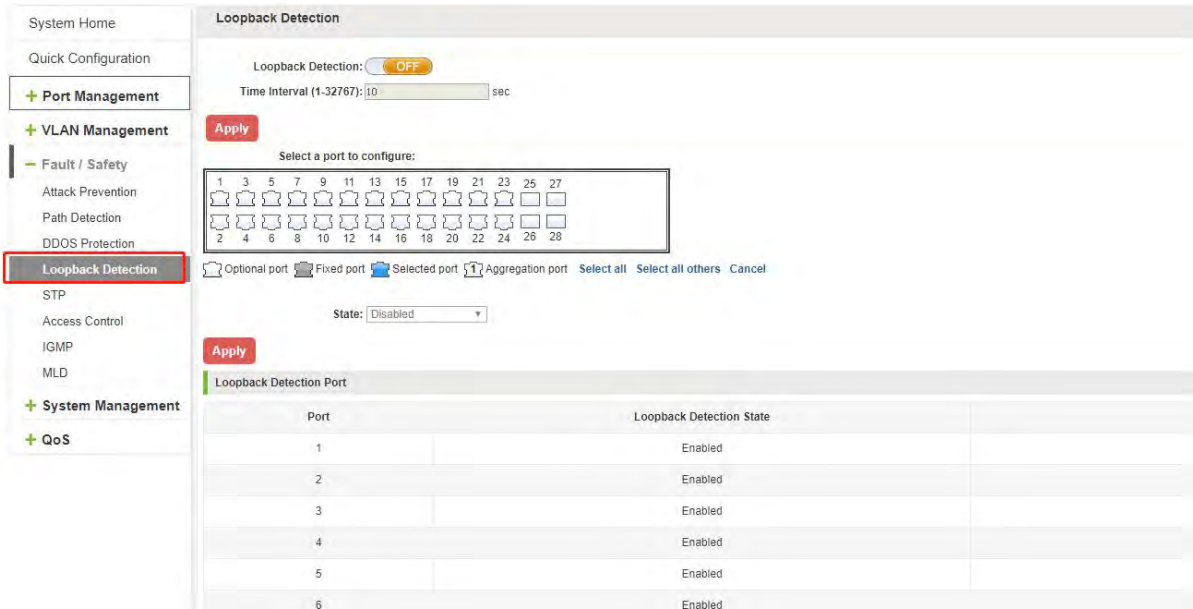 System Home
Quick Configuration
Port Management
VLAN Management
Fault / Safety
Attack Prevention
Path Detection
DDOS Protection
Loopback Detection
STP
Access Control
IGMP
MLD
System Management
QoS
Loopback Detection
Loopback Detection: OFF
Time Interval (1-32767): 10 sec
Apply
Select a port to configure:
1 3 5 7 9 11 13 15 17 19 21 23 25 27
2 4 6 8 10 12 14 16 18 20 22 24 26 28
Optional port Fixed port Selected port 1 Aggregation port Select all Select all others Cancel
State: Disabled
Apply
Loopback Detection Port
Port Loopback Detection State
1 Enabled
2 Enabled
3 Enabled
4 Enabled
5 Enabled
6 Enabled